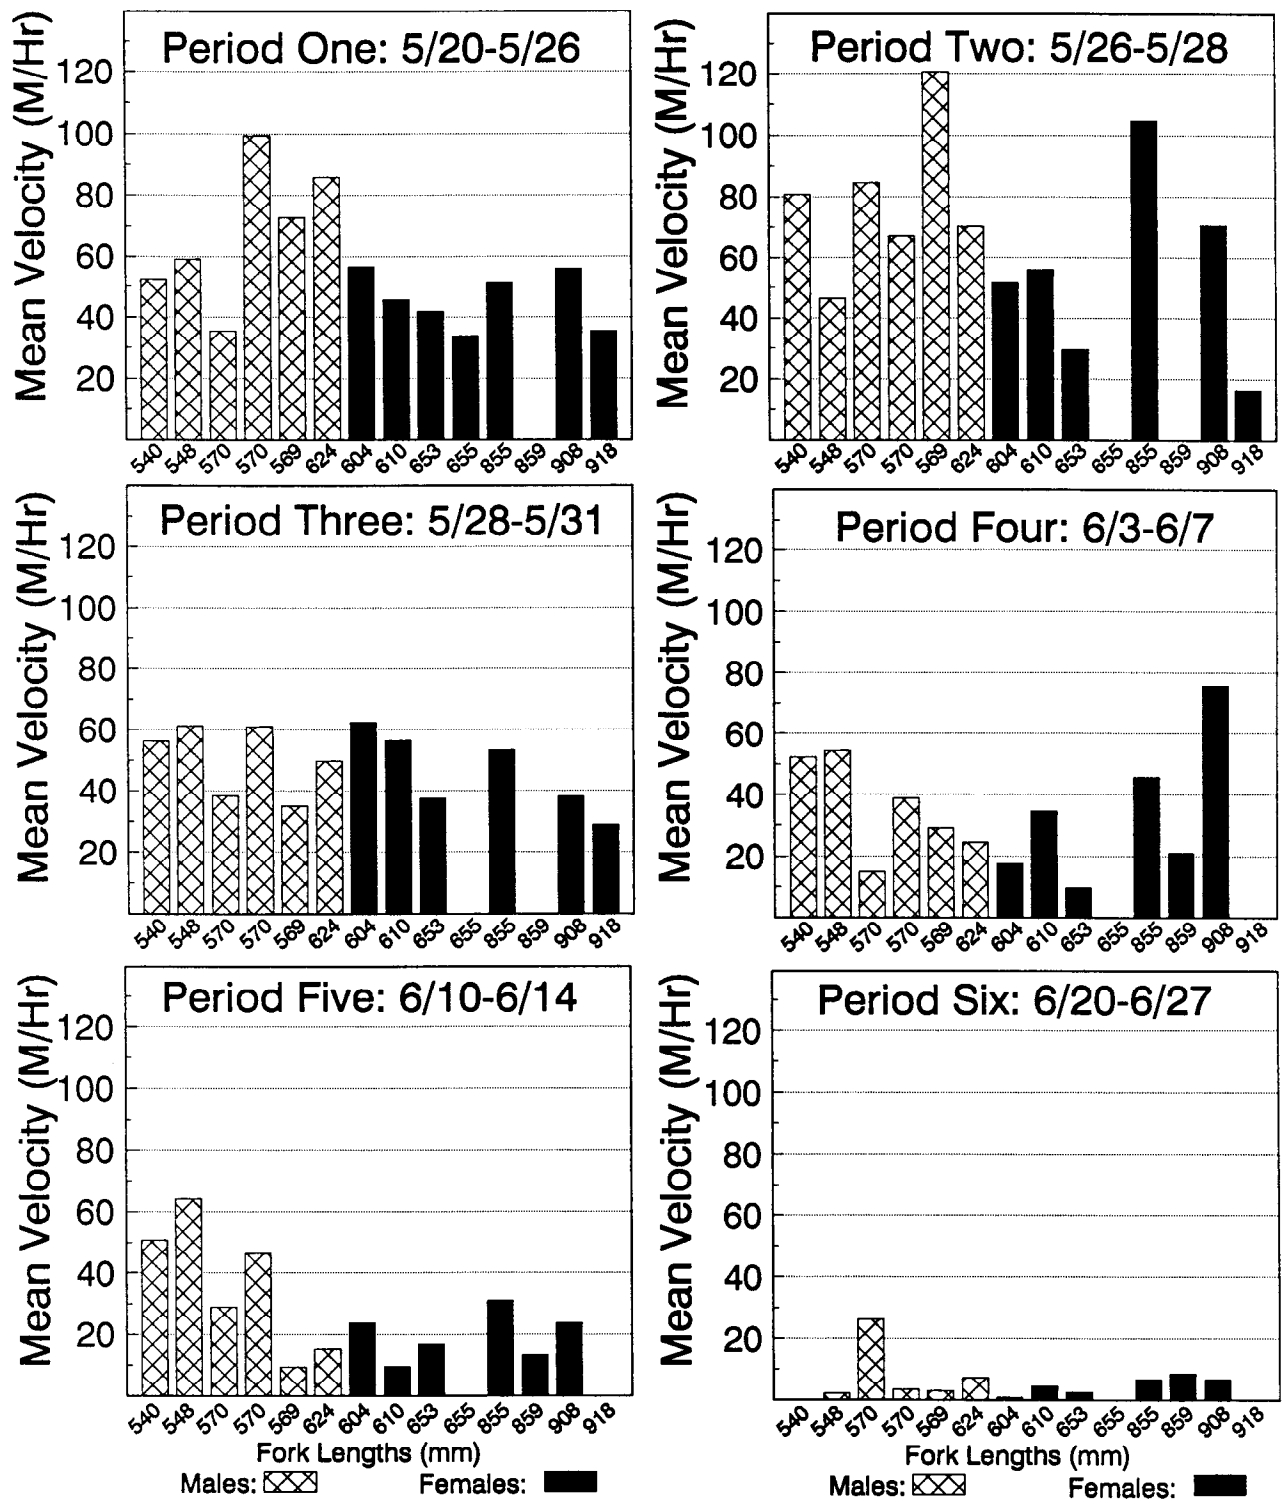 Period One: 5/20-5/26
Mean Velocity (M/Hr)
120
100
80
60
40
20
540 548 570 570 569 624 604 610 653 655 855 859 908 918
Period Two: 5/26-5/28
Mean Velocity (M/Hr)
120
100
80
60
40
20
540 548 570 570 569 624 604 610 653 655 855 859 908 918
Period Three: 5/28-5/31
Mean Velocity (M/Hr)
120
100
80
60
40
20
540 548 570 570 569 624 604 610 653 655 855 859 908 918
Period Four: 6/3-6/7
Mean Velocity (M/Hr)
120
100
80
60
40
20
540 548 570 570 569 624 604 610 653 655 855 859 908 918
Period Five: 6/10-6/14
Mean Velocity (M/Hr)
120
100
80
60
40
20
540 548 570 570 569 624 604 610 653 655 855 859 908 918
Fork Lengths (mm)
Males: Females:
Period Six: 6/20-6/27
Mean Velocity (M/Hr)
120
100
80
60
40
20
540 548 570 570 569 624 604 610 653 655 855 859 908 918
Fork Lengths (mm)
Males: Females: